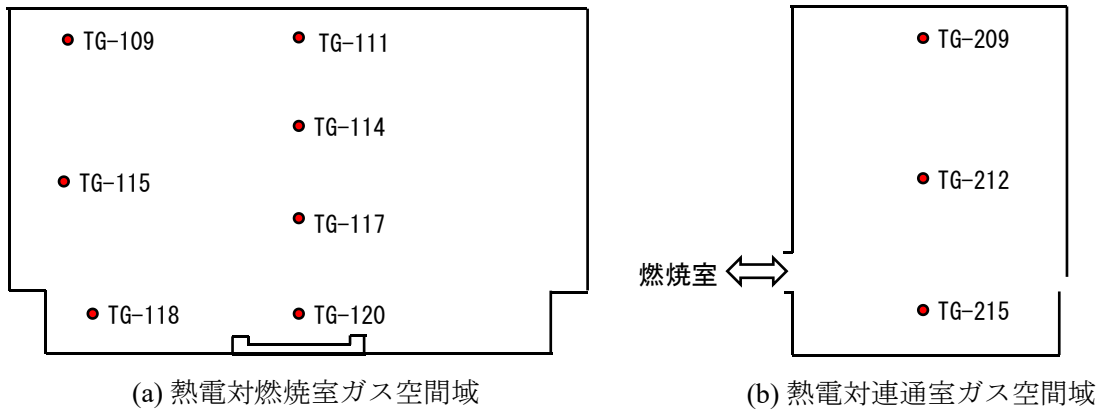 TG-109
TG-111
TG-209
TG-114
TG-115
TG-212
TG-117
燃焼室
TG-118
TG-120
TG-215
(a) 熱電対燃焼室ガス空間域
(b) 熱電対連通室ガス空間域